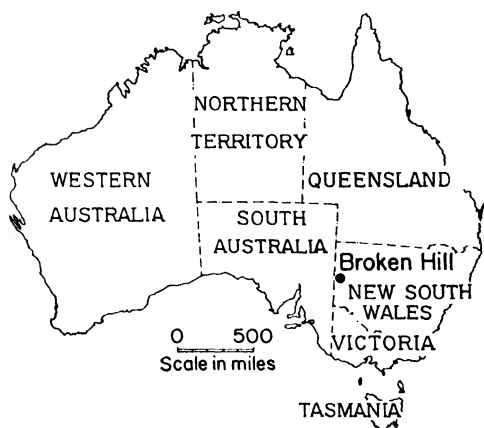 NORTHERN
TERRITORY
WESTERN
AUSTRALIA
QUEENSLAND
SOUTH
AUSTRALIA
Broken Hill
NEW SOUTH
WALES
VICTORIA
0 500
Scale in miles
TASMANIA